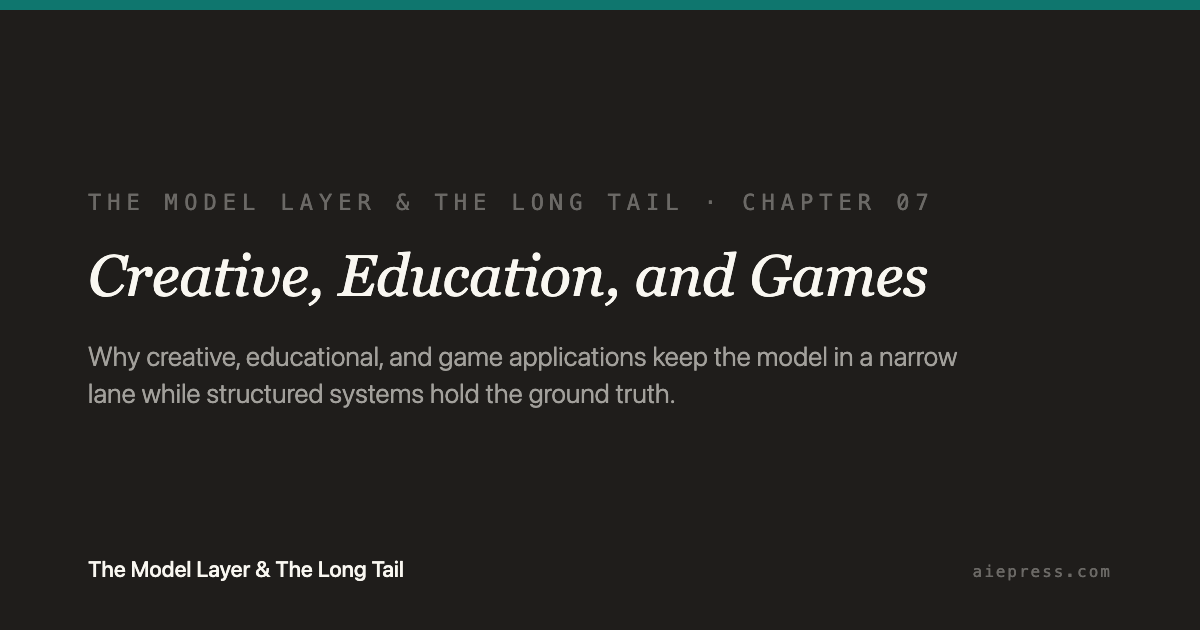 THE MODEL LAYER & THE LONG TAIL · CHAPTER 07
Creative, Education, and Games
Why creative, educational, and game applications keep the model in a narrow
lane while structured systems hold the ground truth.
The Model Layer & The Long Tail
aiepress.com